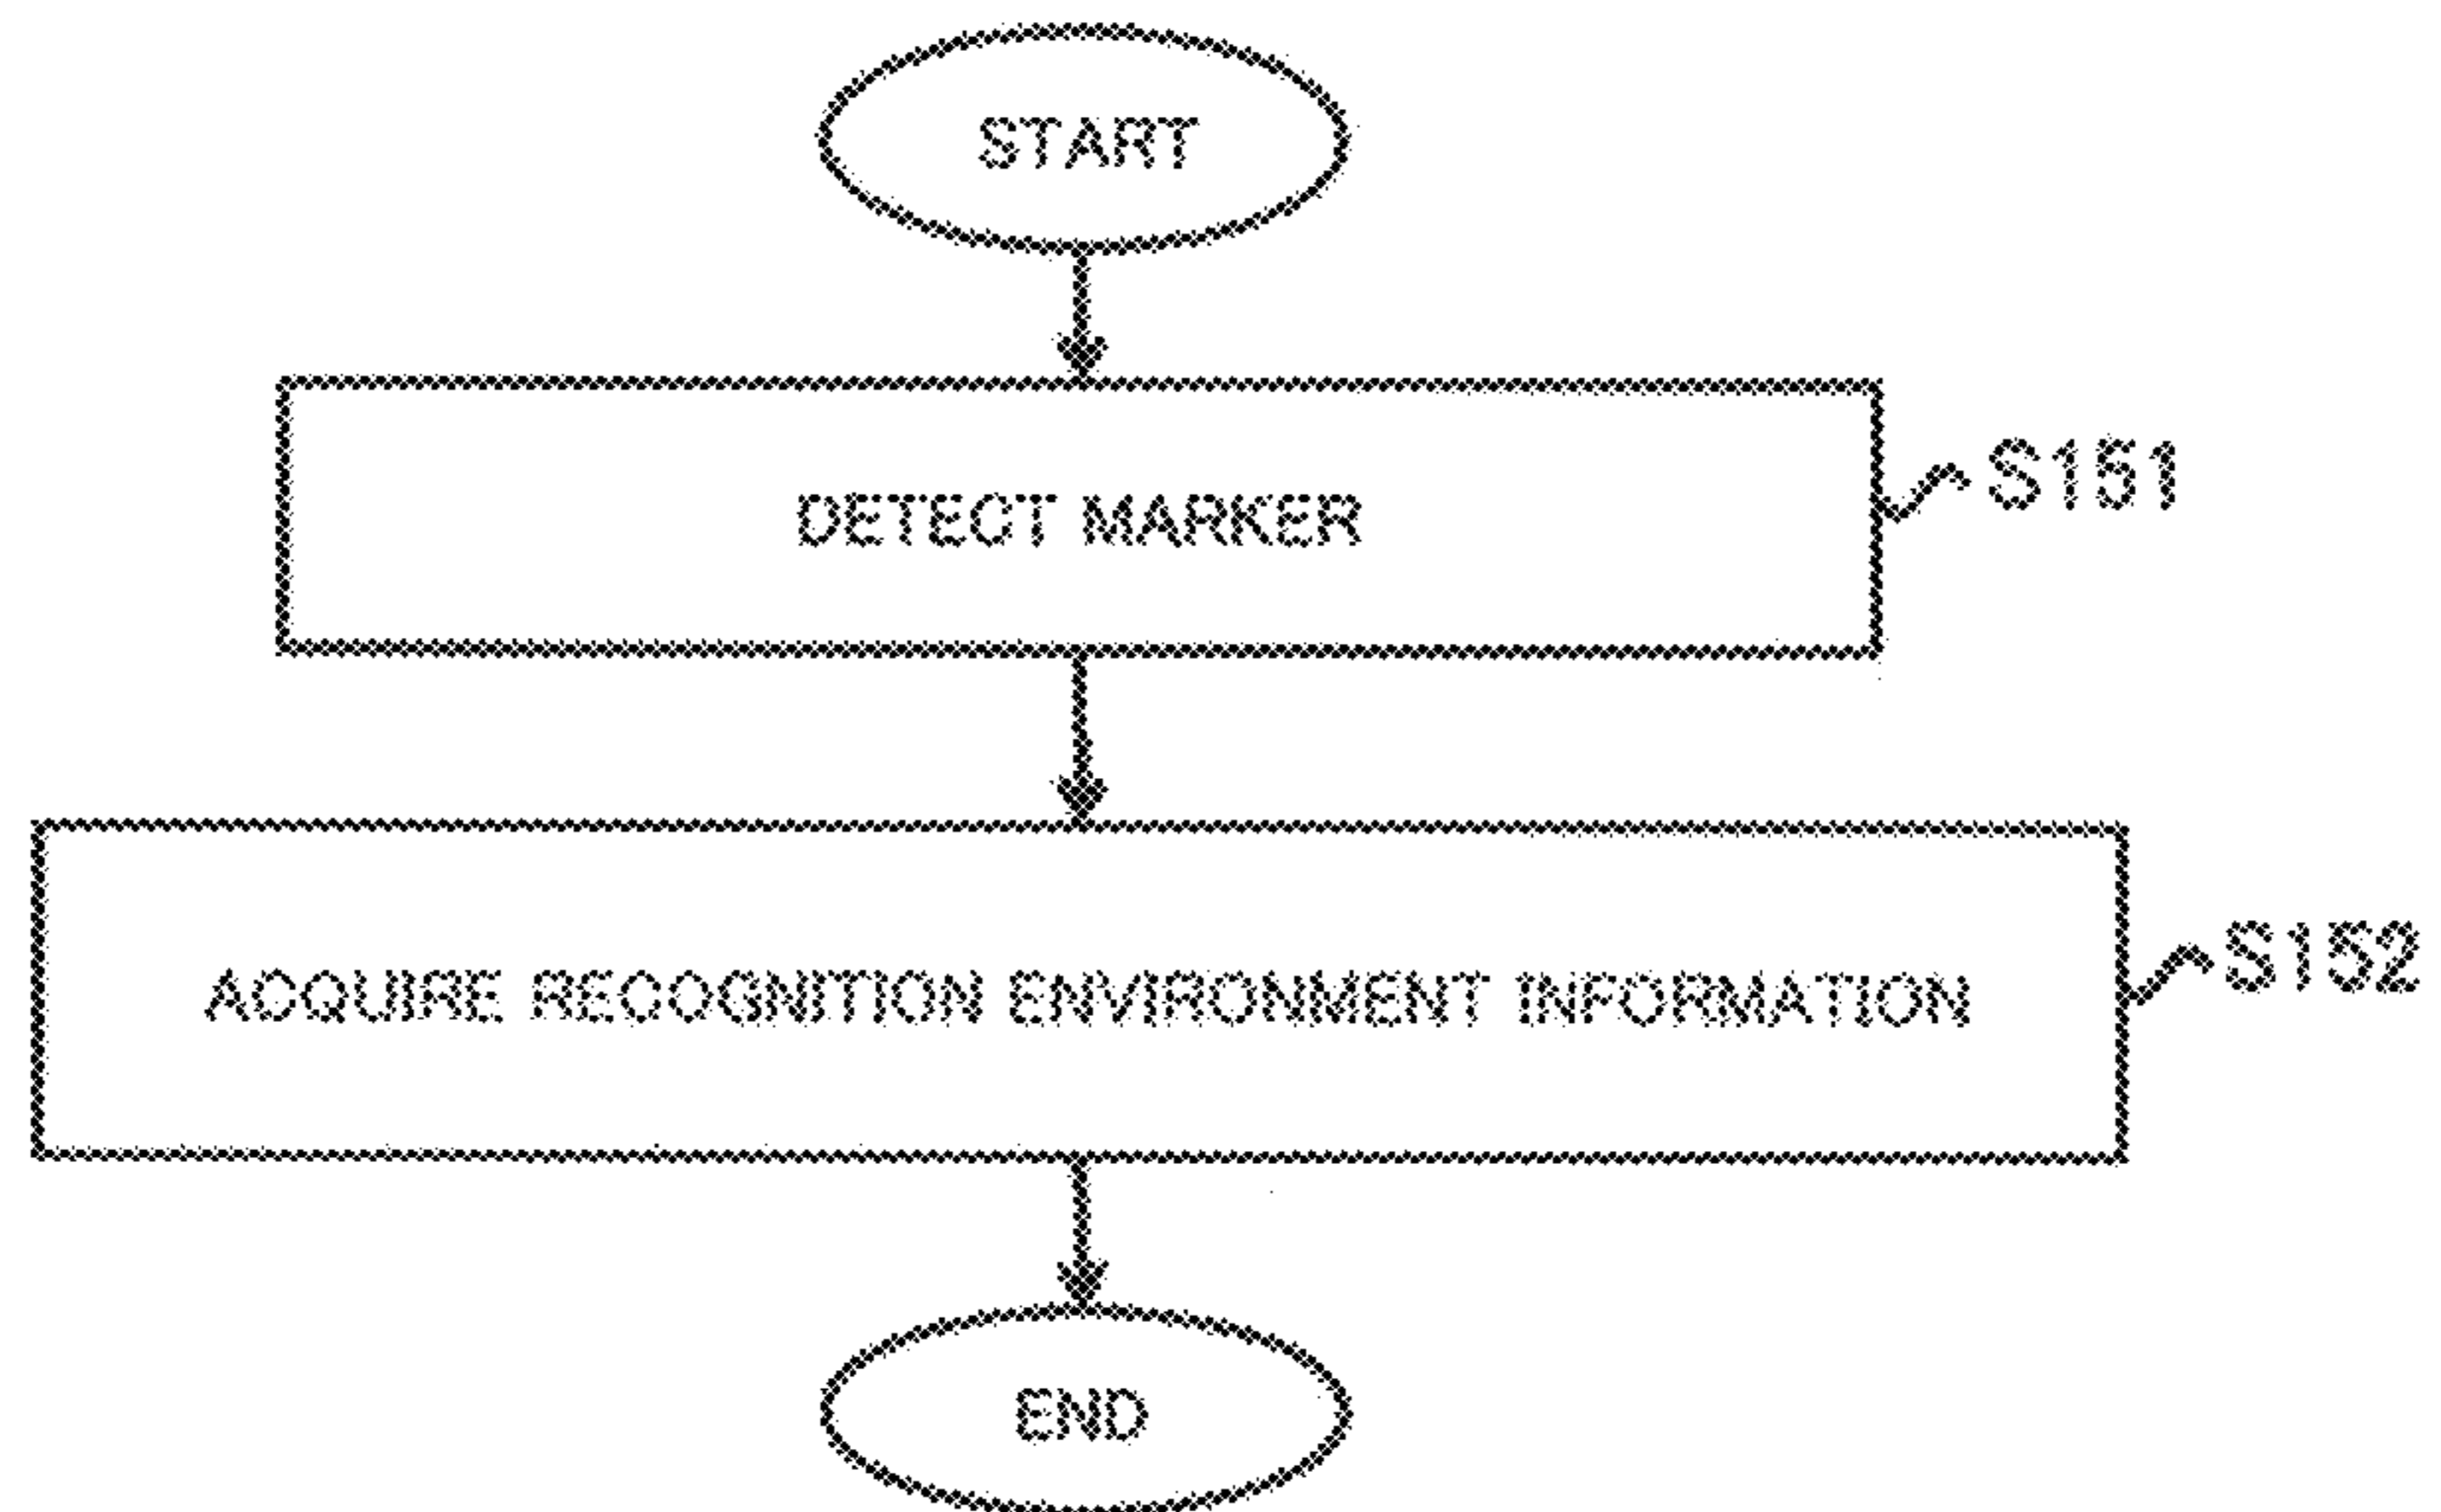 START
DETECT MARKER
S151
ACQUIRE RECOGNITION ENVIRONMENT INFORMATION
S152
END